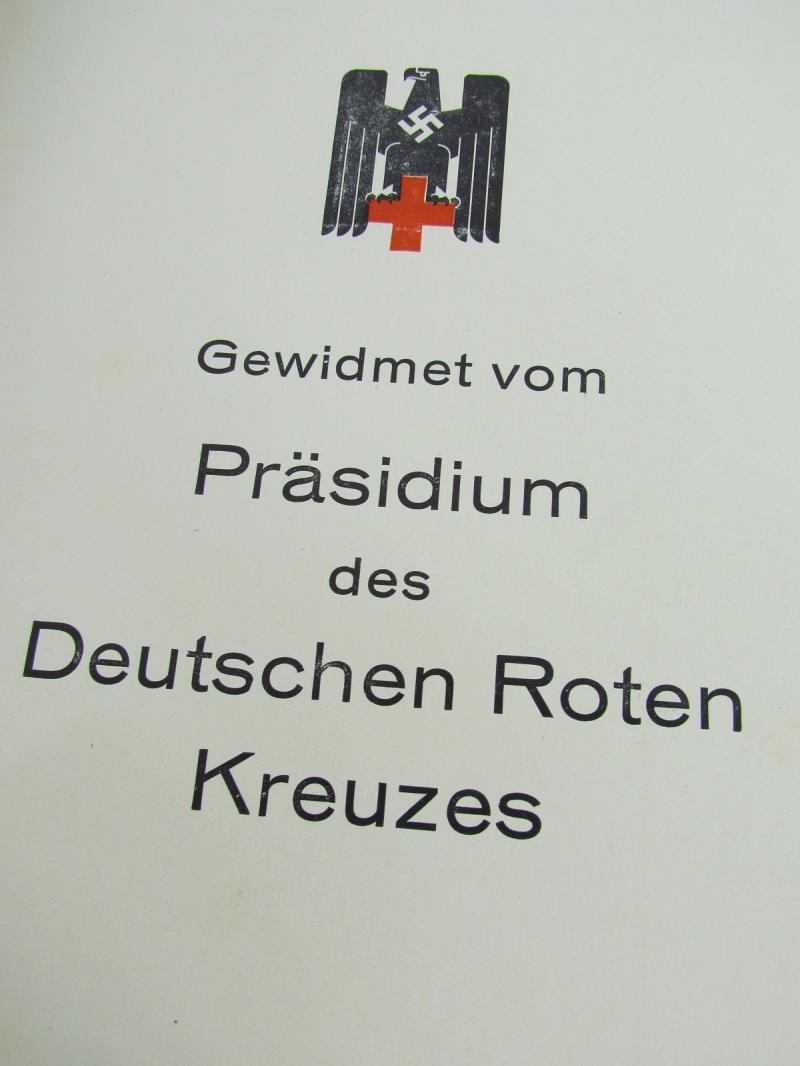 Gewidmet vom
Präsidium
des
Deutschen Roten
Kreuzes